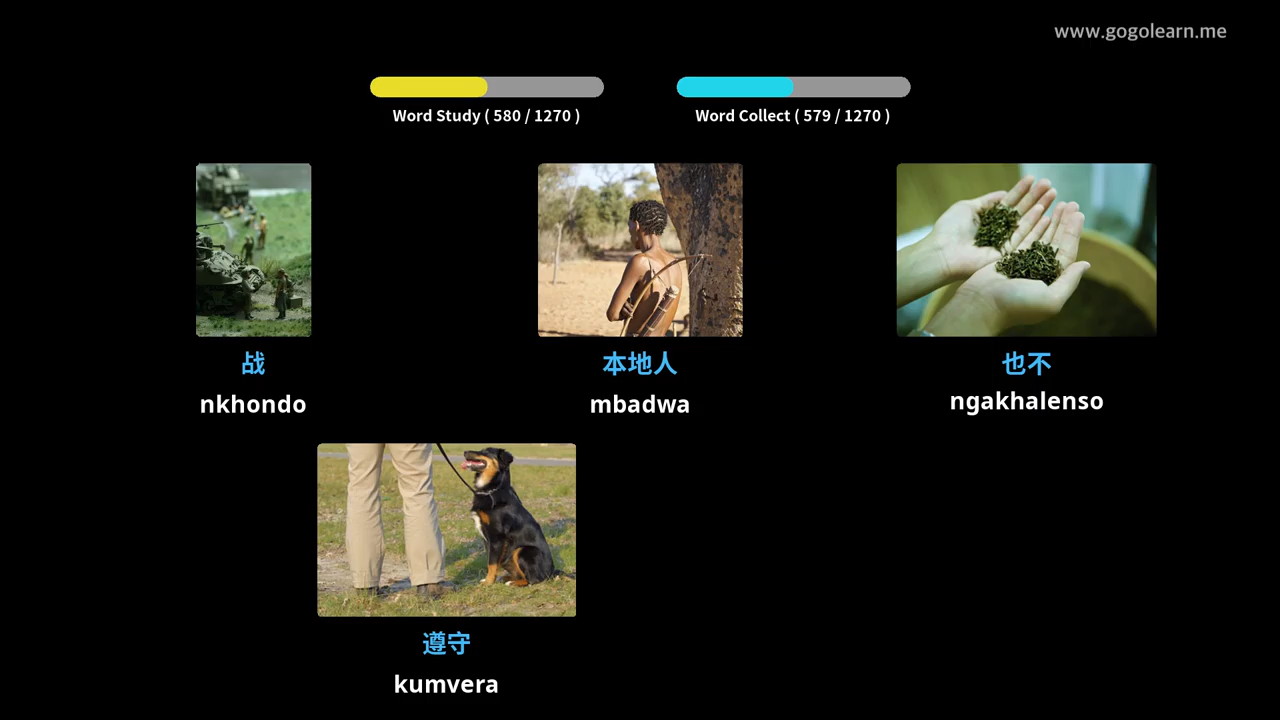 www.gogolearn.me
Word Study ( 580 / 1270 )
Word Collect ( 579 / 1270 )
战
nkhondo
本地人
mbadwa
也不
ngakhalenso
遵守
kumvera